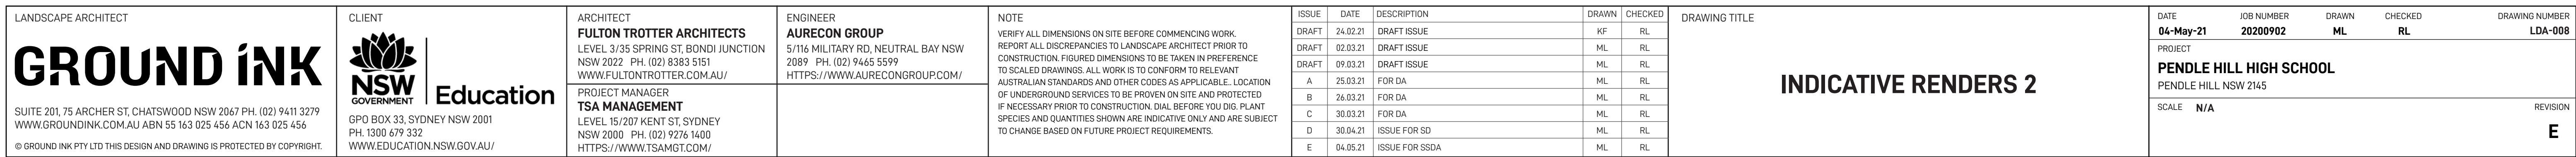 LANDSCAPE ARCHITECT
GROUND iNK
SUITE 201, 75 ARCHER ST, CHATSWOOD NSW 2067 PH. (02) 9411 3279
WWW.GROUNDINK.COM.AU ABN 55 163 025 456 ACN 163 025 456
© GROUND INK PTY LTD THIS DESIGN AND DRAWING IS PROTECTED BY COPYRIGHT.
CLIENT
NSW
GOVERNMENT
Education
GPO BOX 33, SYDNEY NSW 2001
PH. 1300 679 332
WWW.EDUCATION.NSW.GOV.AU/
ARCHITECT
FULTON TROTTER ARCHITECTS
LEVEL 3/35 SPRING ST, BONDI JUNCTION
NSW 2022 PH. (02) 8383 5151
WWW.FULTONTROTTER.COM.AU/
PROJECT MANAGER
TSA MANAGEMENT
LEVEL 15/207 KENT ST, SYDNEY
NSW 2000 PH. (02) 9276 1400
HTTPS://WWW.TSAMGT.COM/
ENGINEER
AURECON GROUP
5/116 MILITARY RD, NEUTRAL BAY NSW
2089 PH. (02) 9465 5599
HTTPS://WWW.AURECONGROUP.COM/
NOTE
VERIFY ALL DIMENSIONS ON SITE BEFORE COMMENCING WORK.
REPORT ALL DISCREPANCIES TO LANDSCAPE ARCHITECT PRIOR TO
CONSTRUCTION. FIGURED DIMENSIONS TO BE TAKEN IN PREFERENCE
TO SCALED DRAWINGS. ALL WORK IS TO CONFORM TO RELEVANT
AUSTRALIAN STANDARDS AND OTHER CODES AS APPLICABLE.. LOCATION
OF UNDERGROUND SERVICES TO BE PROVEN ON SITE AND PROTECTED
IF NECESSARY PRIOR TO CONSTRUCTION. DIAL BEFORE YOU DIG. PLANT
SPECIES AND QUANTITIES SHOWN ARE INDICATIVE ONLY AND ARE SUBJECT
TO CHANGE BASED ON FUTURE PROJECT REQUIREMENTS.
ISSUE DATE DESCRIPTION DRAWN CHECKED
DRAFT 24.02.21 DRAFT ISSUE KF RL
DRAFT 02.03.21 DRAFT ISSUE ML RL
DRAFT 09.03.21 DRAFT ISSUE ML RL
A 25.03.21 FOR DA ML RL
B 26.03.21 FOR DA ML RL
C 30.03.21 FOR DA ML RL
D 30.04.21 ISSUE FOR SD ML RL
E 04.05.21 ISSUE FOR SSDA ML RL
DRAWING TITLE
INDICATIVE RENDERS 2
DATE JOB NUMBER DRAWN CHECKED DRAWING NUMBER
04-May-21 20200902 ML RL LDA-008
PROJECT
PENDLE HILL HIGH SCHOOL
PENDLE HILL NSW 2145
SCALE N/A REVISION
E